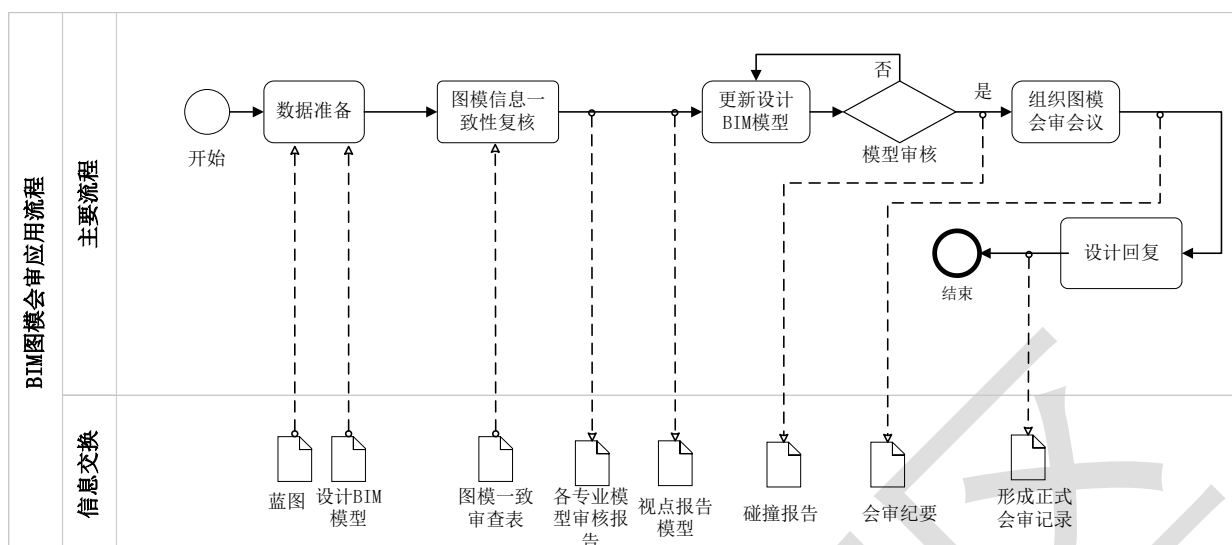 BIM图模会审应用流程
主要流程
开始
数据准备
图模信息一
致性复核
更新设计
BIM模型
否
模型审核
是
组织图模
会审会议
设计回复
结束
信息交换
蓝图
设计BIM
模型
图模一致
审查表
各专业模
型审核报
告
视点报告
模型
碰撞报告
会审纪要
形成正式
会审记录